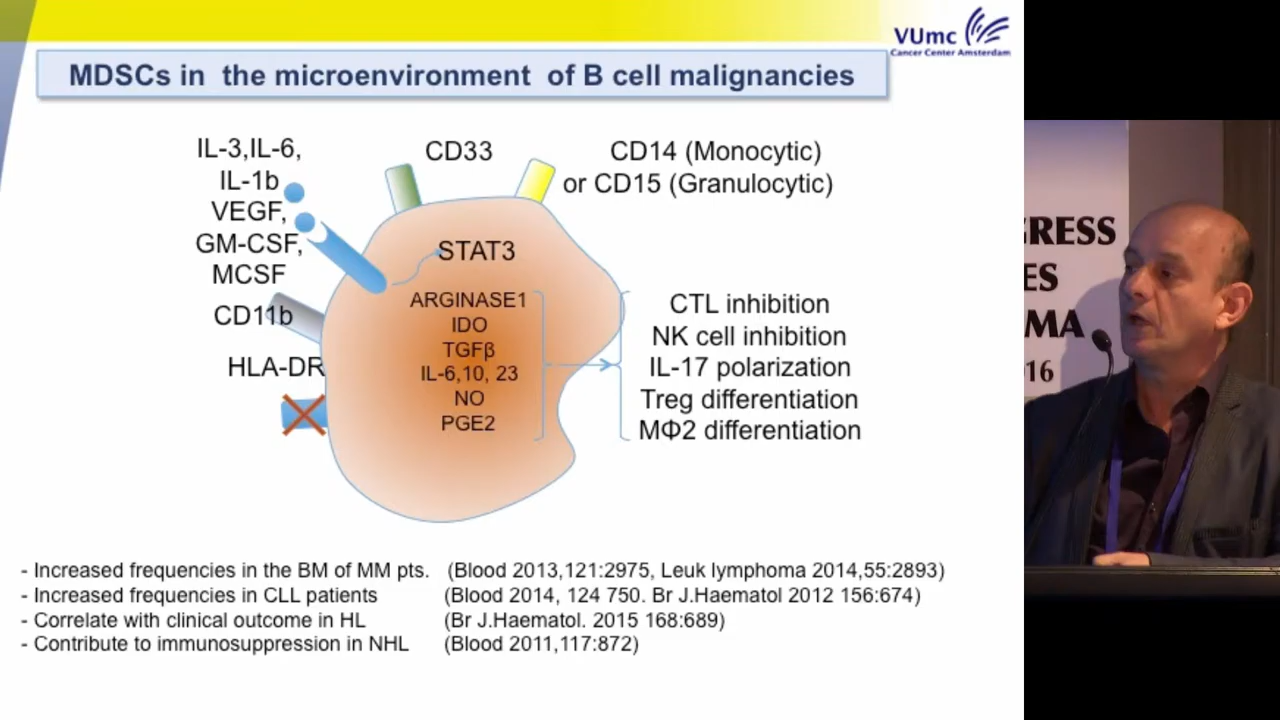 VUmc
Cancer Center Amsterdam
MDSCs in the microenvironment of B cell malignancies
IL-3,IL-6,
IL-1b
VEGF,
GM-CSF,
MCSF
CD11b
HLA-DR
CD33
CD14 (Monocytic)
or CD15 (Granulocytic)
STAT3
ARGINASE1
IDO
TGFβ
IL-6,10, 23
NO
PGE2
CTL inhibition
NK cell inhibition
IL-17 polarization
Treg differentiation
MΦ2 differentiation
- Increased frequencies in the BM of MM pts. (Blood 2013,121:2975, Leuk lymphoma 2014,55:2893)
- Increased frequencies in CLL patients (Blood 2014, 124 750. Br J.Haematol 2012 156:674)
- Correlate with clinical outcome in HL (Br J.Haematol. 2015 168:689)
- Contribute to immunosuppression in NHL (Blood 2011,117:872)
RESS
ES
MA
16